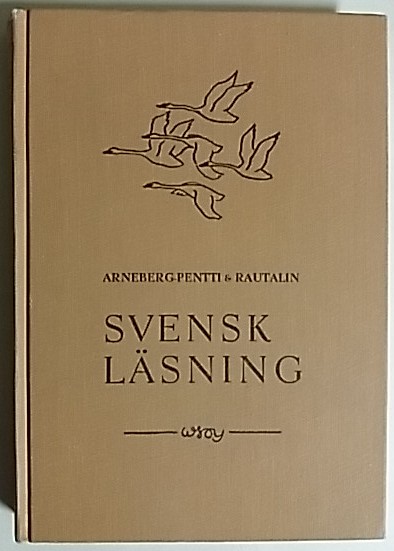 ARNEBERG-PENTTI & RAUTALIN
SVENSK
LÄSNING
wsoy